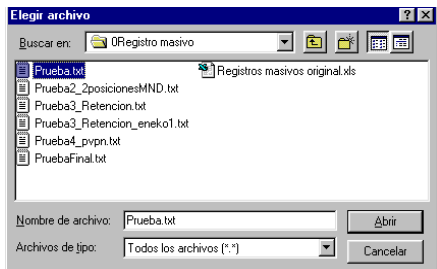 Elegir archivo
Buscar en: 0Registro masivo
Prueba.txt Registros masivos original.xls
Prueba2_2posicionesMND.txt
Prueba3_Retencion.txt
Prueba3_Retencion_eneko1.txt
Prueba4_pvpn.txt
PruebaFinal.txt
Nombre de archivo: Prueba.txt Abrir
Archivos de tipo: Todos los archivos (*.*) Cancelar